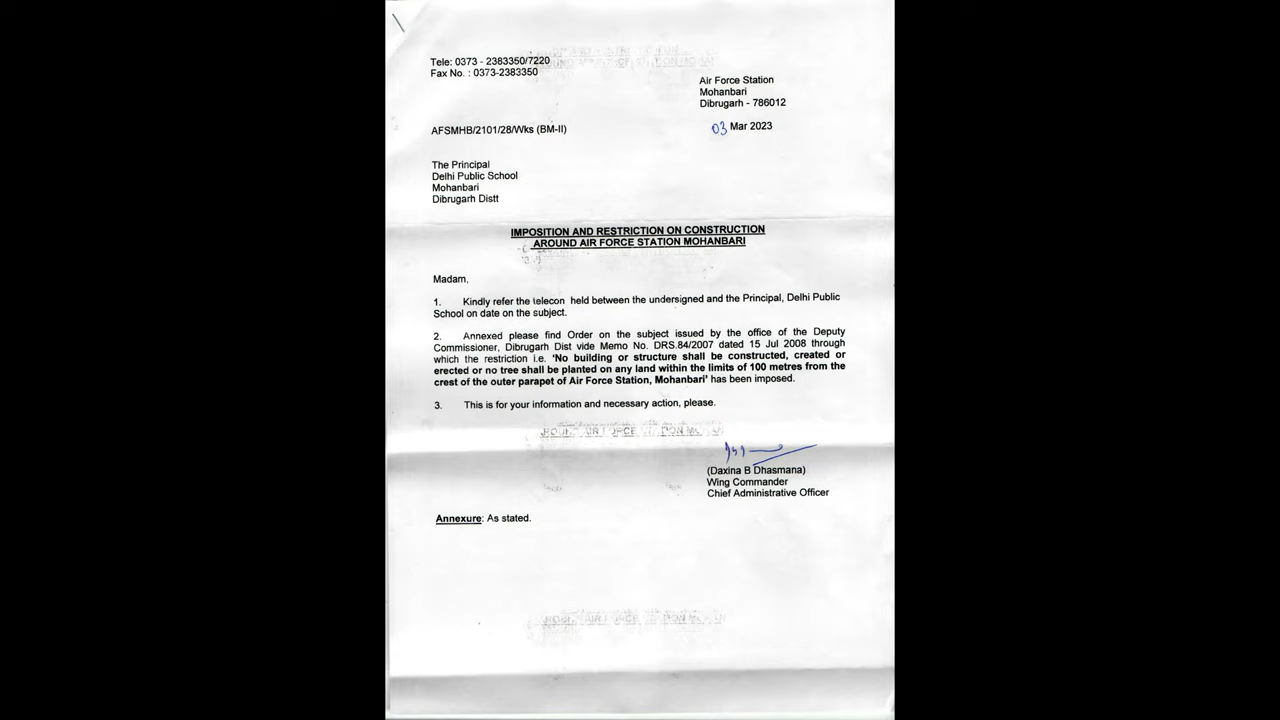 Tele: 0373 - 2383350/7220
Fax No. : 0373-2383350
Air Force Station
Mohanbari
Dibrugarh - 786012
AFSMHB/2101/28/Wks (BM-II)
03 Mar 2023
The Principal
Delhi Public School
Mohanbari
Dibrugarh Distt
IMPOSITION AND RESTRICTION ON CONSTRUCTION
AROUND AIR FORCE STATION MOHANBARI
Madam,
1. Kindly refer the telecon held between the undersigned and the Principal, Delhi Public
School on date on the subject.
2. Annexed please find Order on the subject issued by the office of the Deputy
Commissioner, Dibrugarh Dist vide Memo No. DRS.84/2007 dated 15 Jul 2008 through
which the restriction i.e. 'No building or structure shall be constructed, created or
erected or no tree shall be planted on any land within the limits of 100 metres from the
crest of the outer parapet of Air Force Station, Mohanbari' has been imposed.
3. This is for your information and necessary action, please.
(Daxina B Dhasmana)
Wing Commander
Chief Administrative Officer
Annexure: As stated.